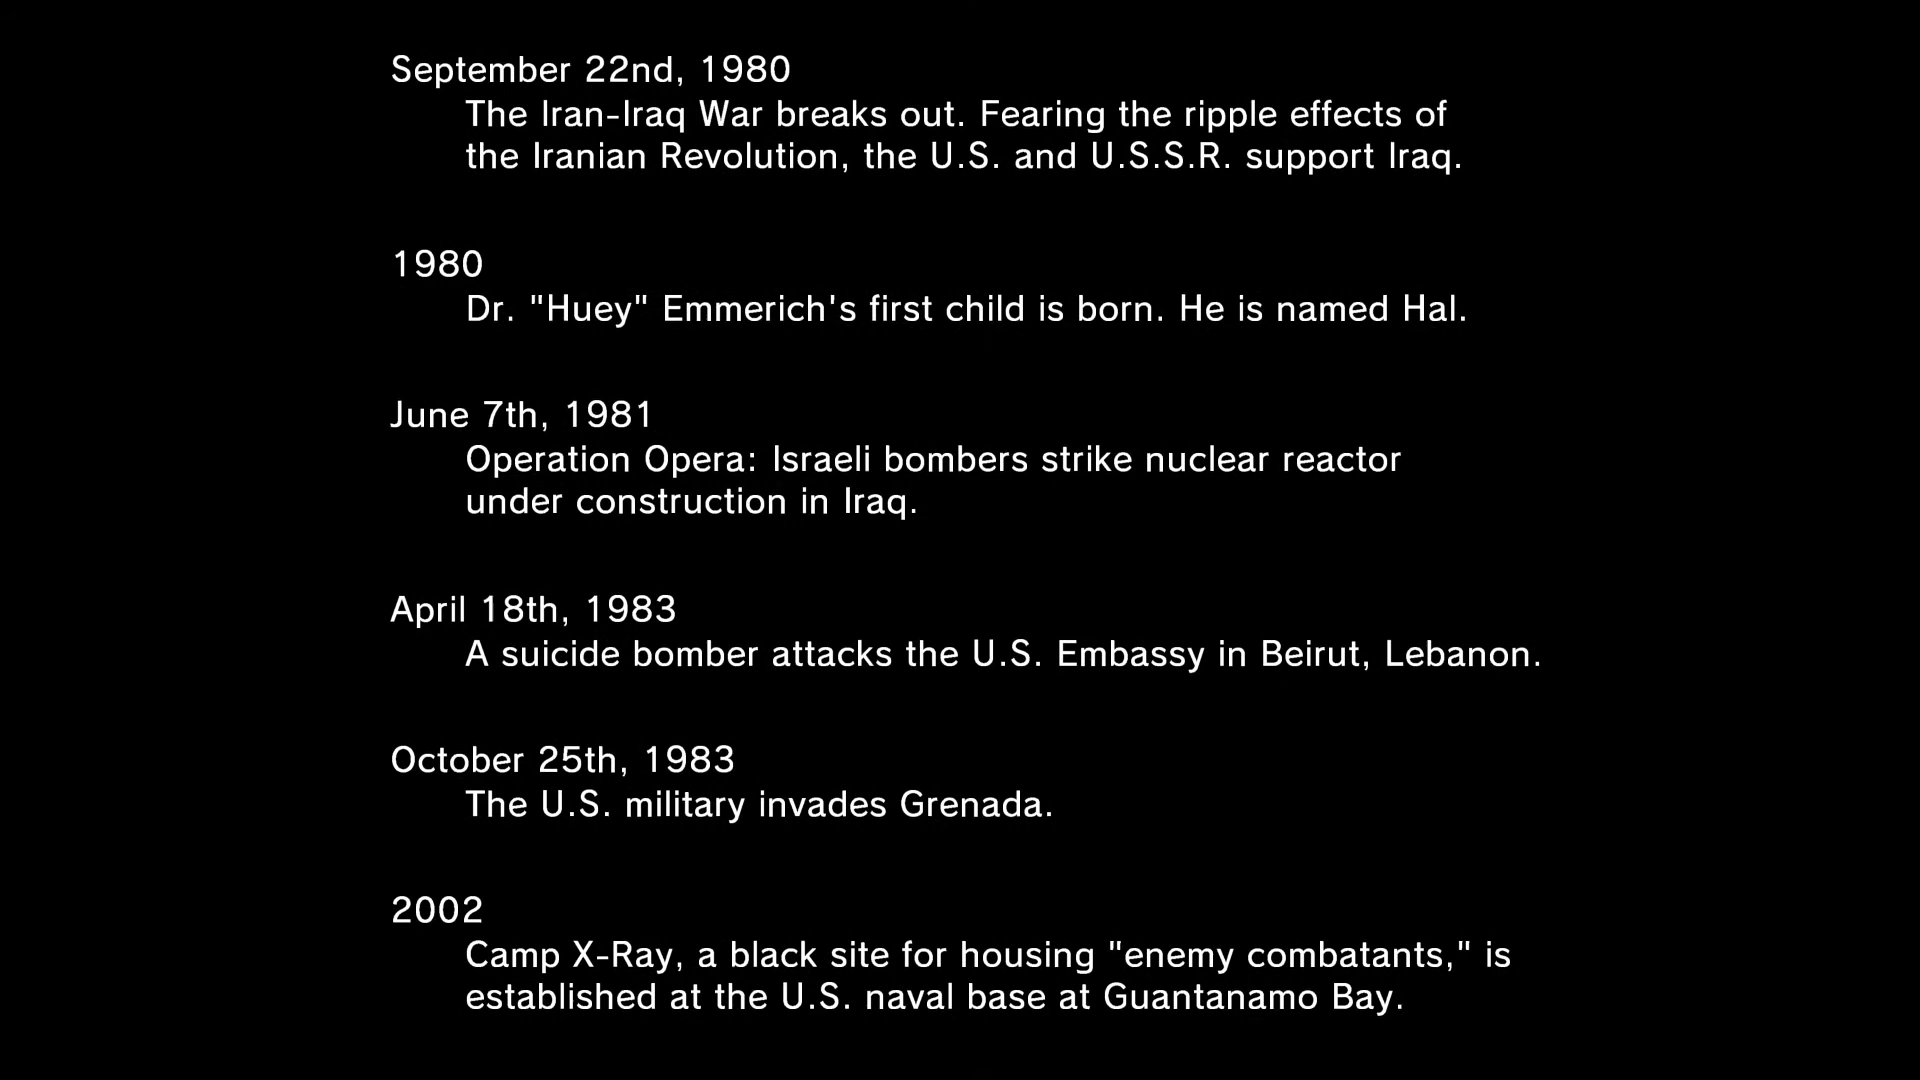 September 22nd, 1980
The Iran-Iraq War breaks out. Fearing the ripple effects of
the Iranian Revolution, the U.S. and U.S.S.R. support Iraq.
1980
Dr. "Huey" Emmerich's first child is born. He is named Hal.
June 7th, 1981
Operation Opera: Israeli bombers strike nuclear reactor
under construction in Iraq.
April 18th, 1983
A suicide bomber attacks the U.S. Embassy in Beirut, Lebanon.
October 25th, 1983
The U.S. military invades Grenada.
2002
Camp X-Ray, a black site for housing "enemy combatants," is
established at the U.S. naval base at Guantanamo Bay.